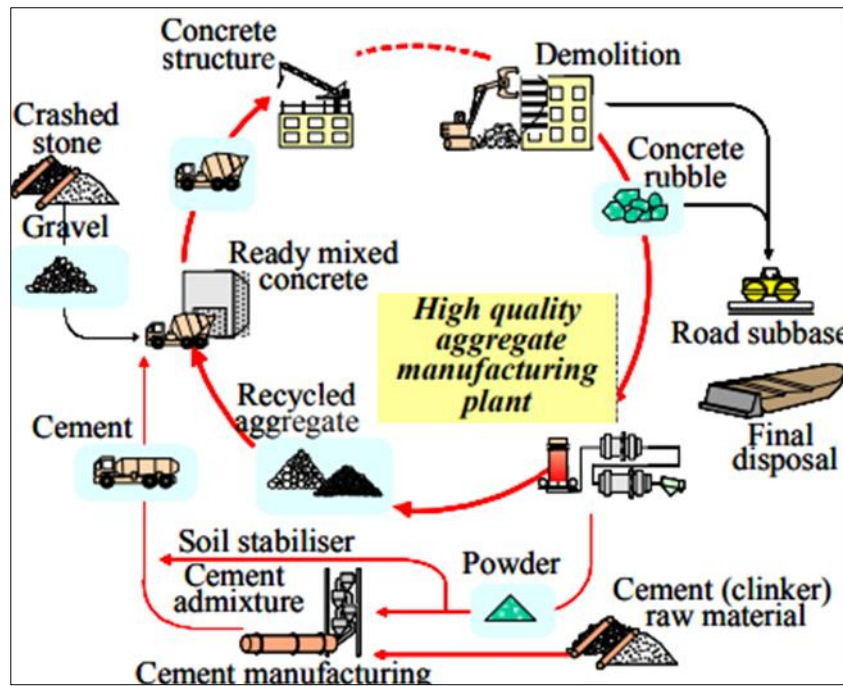 Concrete
structure
Demolition
Crashed
stone
Concrete
rubble
Gravel
Ready mixed
concrete
High quality
aggregate
manufacturing
plant
Road subbase
Recycled
aggregate
Cement
Final
disposal
Soil stabiliser
Powder
Cement
admixture
Cement (clinker)
raw material
Cement manufacturing